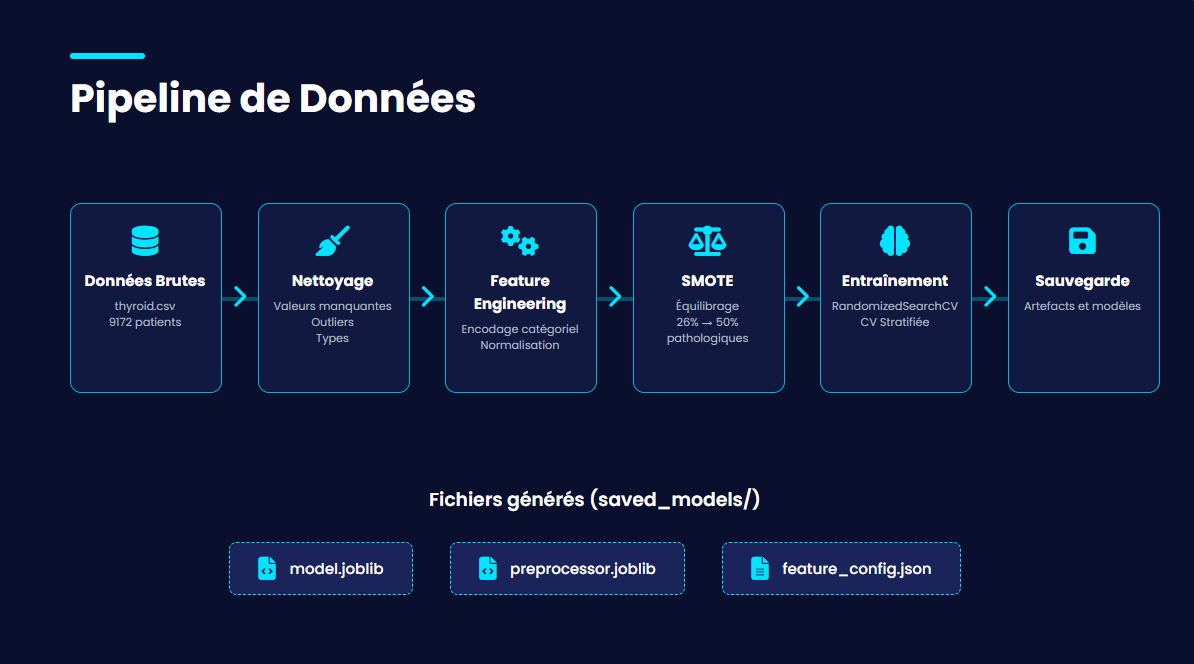 Pipeline de Données
Données Brutes
thyroid.csv
9172 patients
Nettoyage
Valeurs manquantes
Outliers
Types
Feature
Engineering
Encodage catégoriel
Normalisation
SMOTE
Équilibrage
26% → 50%
pathologiques
Entraînement
RandomizedSearchCV
CV Stratifiée
Sauvegarde
Artefacts et modèles
Fichiers générés (saved_models/)
model.joblib
preprocessor.joblib
feature_config.json